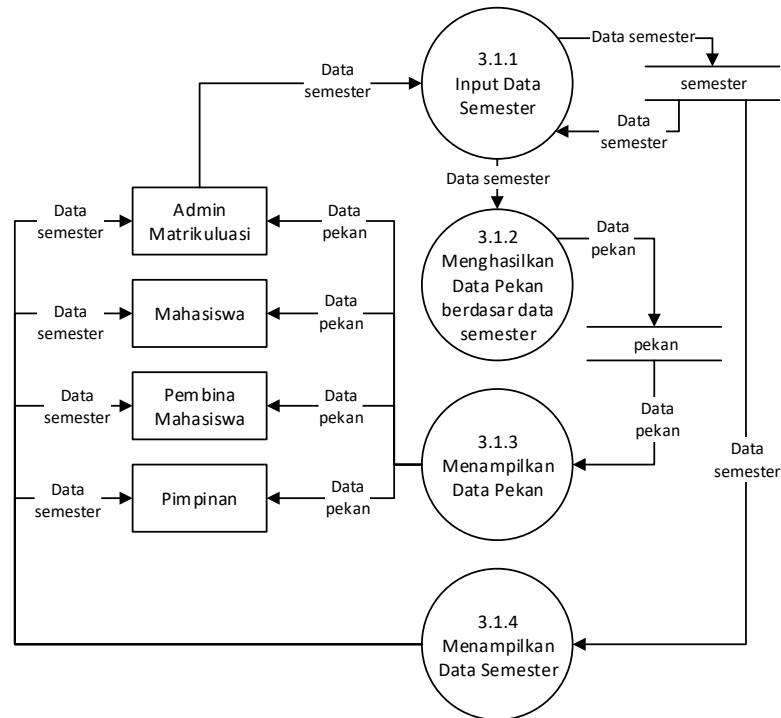 3.1.1
Input Data
Semester
Data semester
semester
Data
semester
Data
semester
Data semester
Admin
Matrikuluasi
Data
semester
Data
pekan
3.1.2
Menghasilkan
Data Pekan
berdasar data
semester
Data
pekan
Mahasiswa
Data
semester
Data
pekan
pekan
Pembina
Mahasiswa
Data
semester
Data
pekan
3.1.3
Menampilkan
Data Pekan
Data
pekan
Data
semester
Pimpinan
Data
semester
Data
pekan
3.1.4
Menampilkan
Data Semester